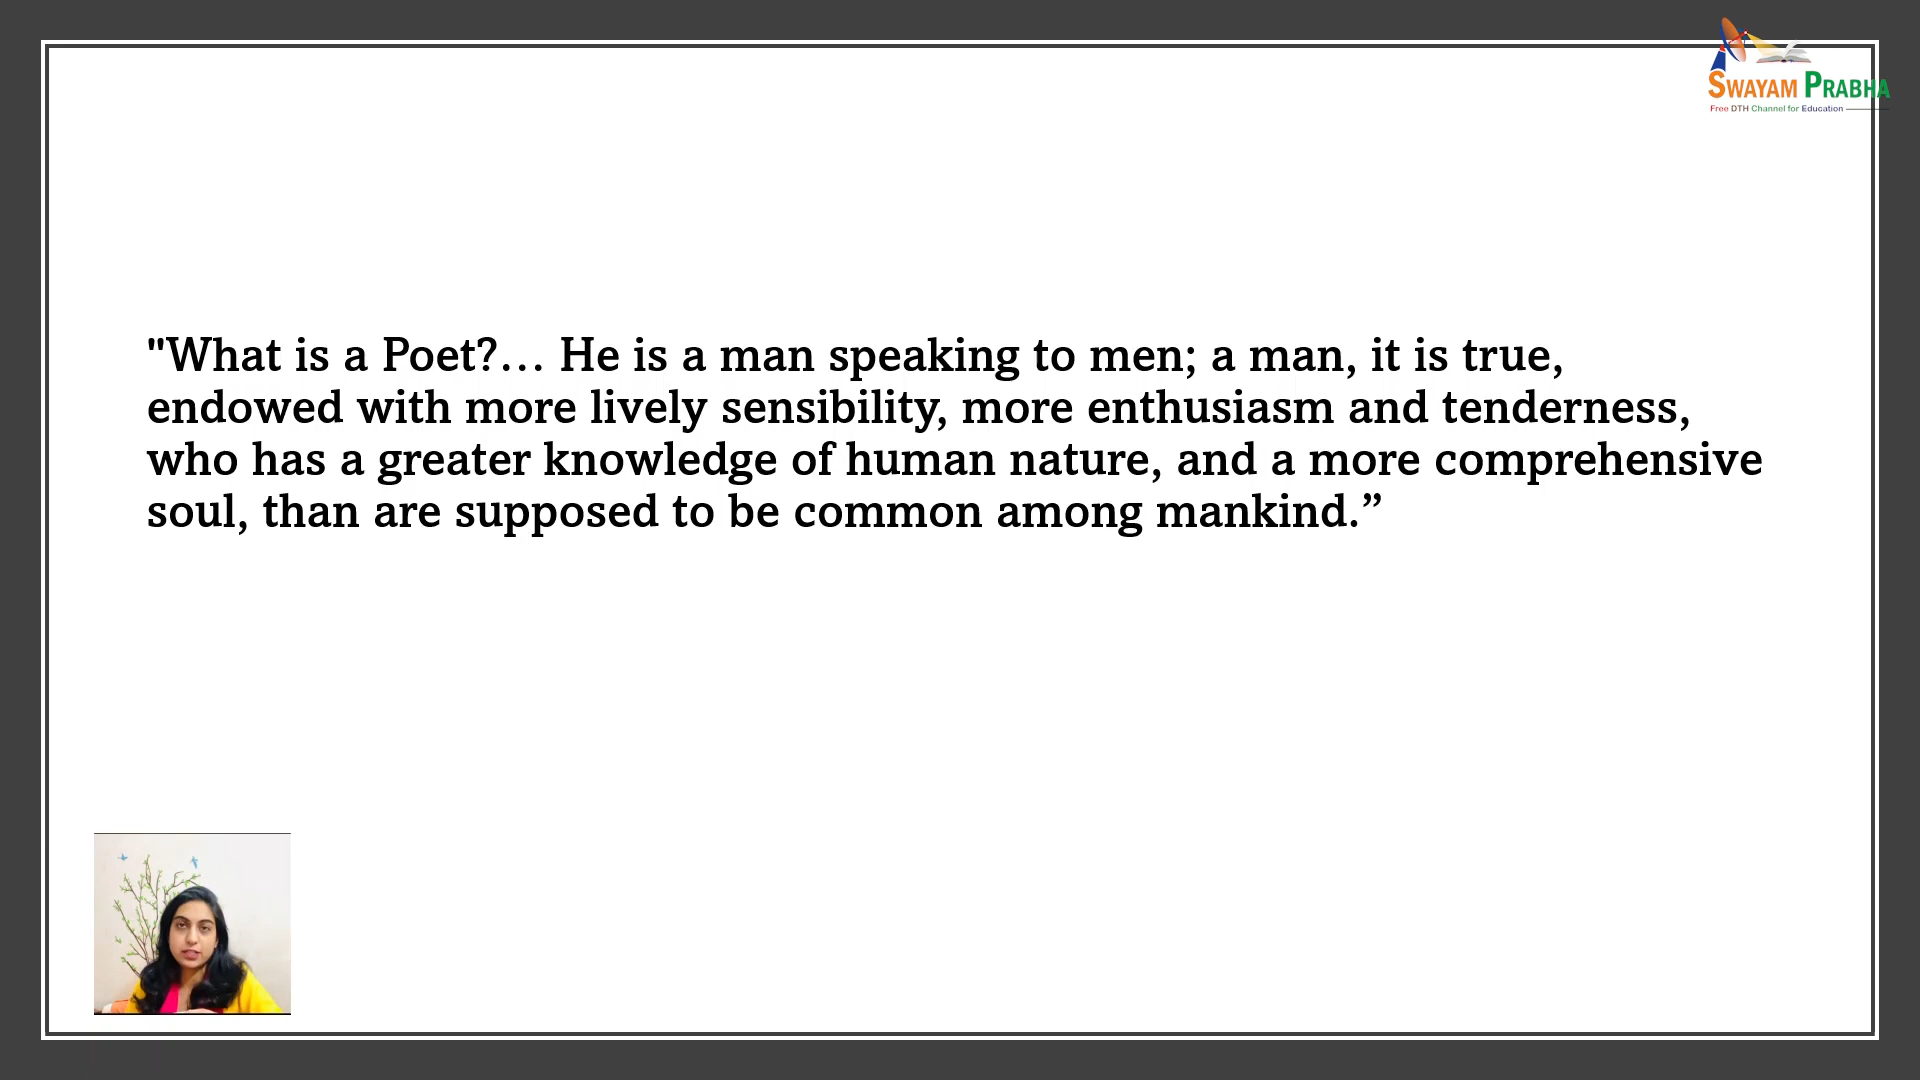 SWAYAM PRABHA
Free DTH Channel for Education
"What is a Poet?… He is a man speaking to men; a man, it is true,
endowed with more lively sensibility, more enthusiasm and tenderness,
who has a greater knowledge of human nature, and a more comprehensive
soul, than are supposed to be common among mankind.”